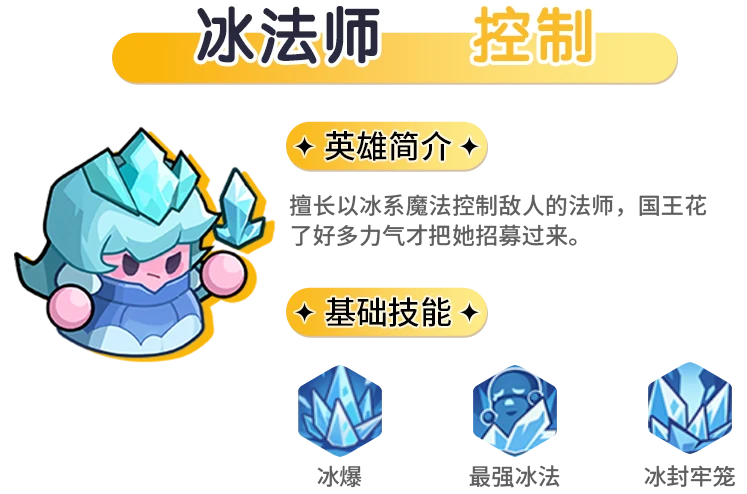 冰法师 控制
英雄简介
擅长以冰系魔法控制敌人的法师，国王花
了好多力气才把她招募过来。
基础技能
冰爆 最强冰法 冰封牢笼